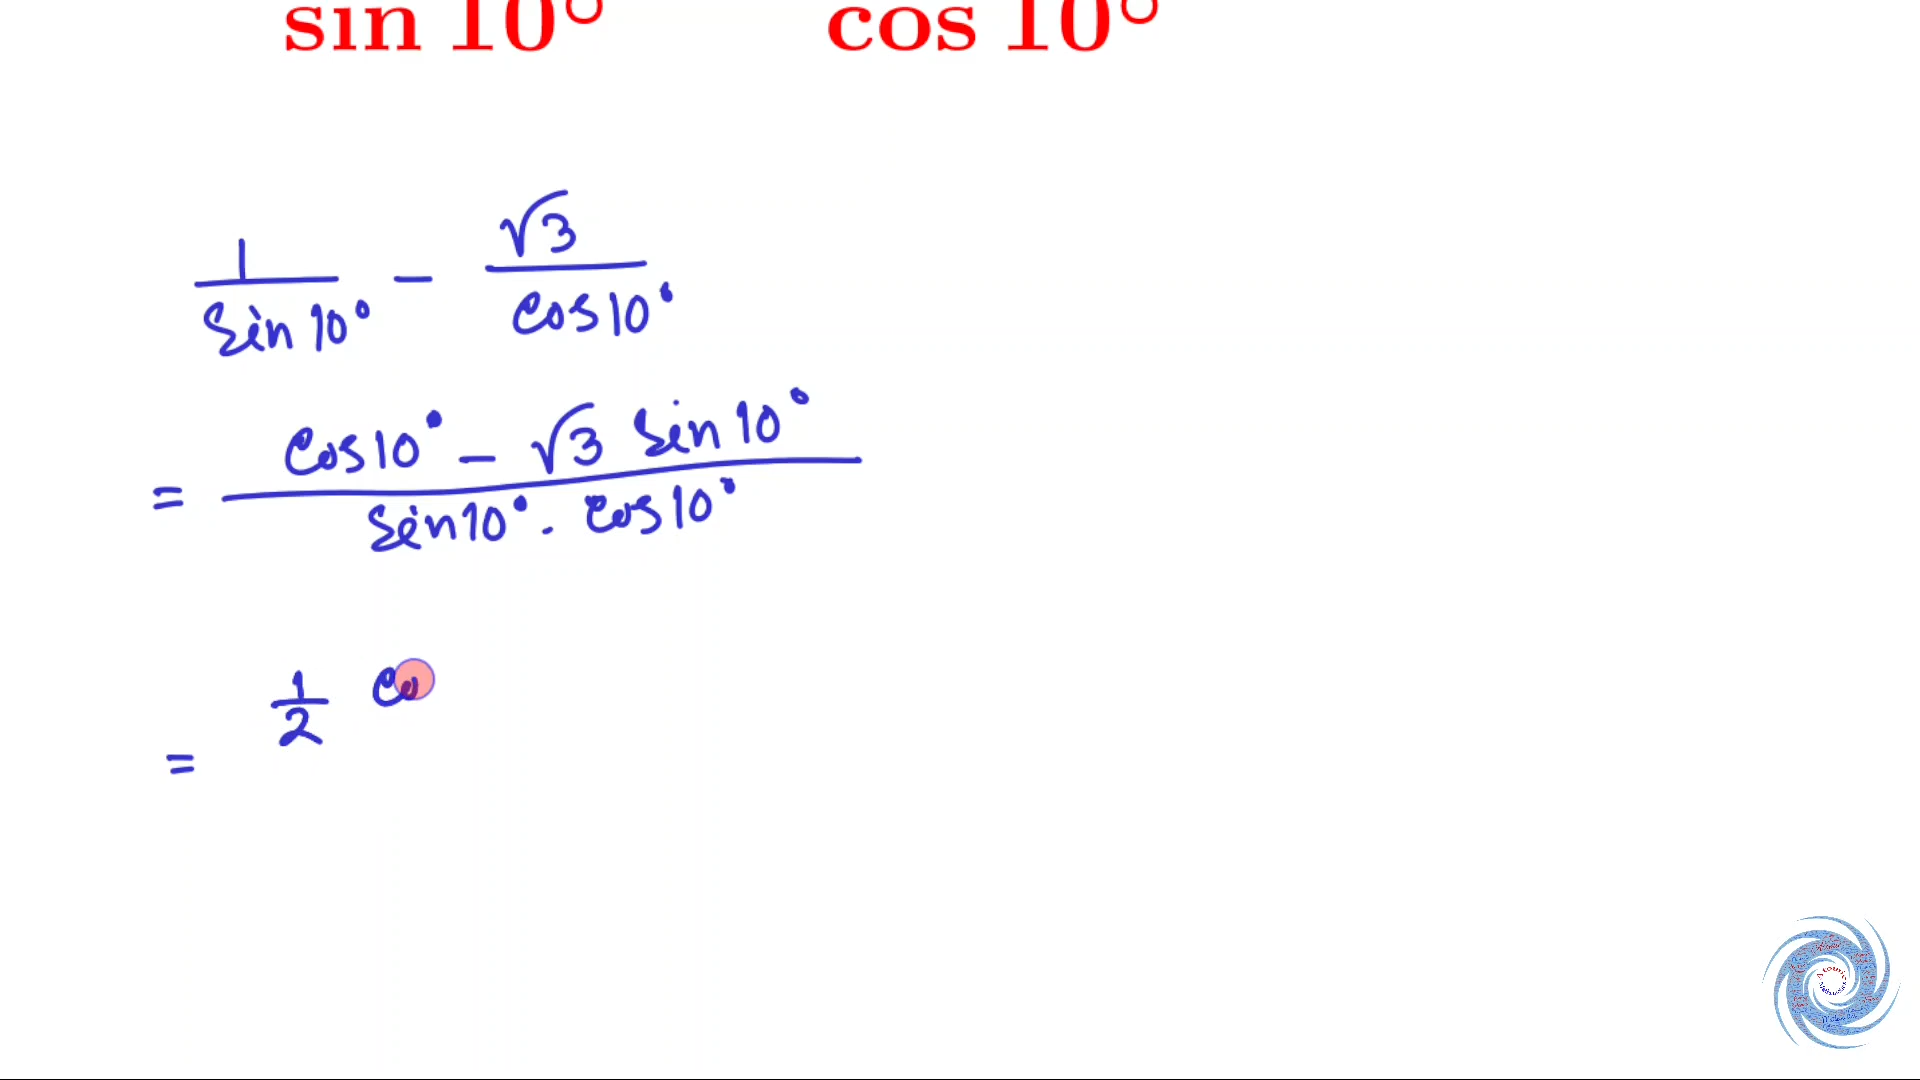 sin 10° cos 10°
1/sin 10° - √3/cos 10°
= (cos 10° - √3 sin 10°)/(sin 10° . cos 10°)
= 1/2 co